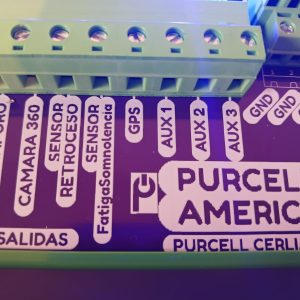 CAMARA 360
SENSOR
RETROCESO
SENSOR
FatigaSomnolencia
GPS
AUX 1
AUX 2
AUX 3
GND
GND
GND
PURCELL
AMERIC
SALIDAS
PURCELL CERLI